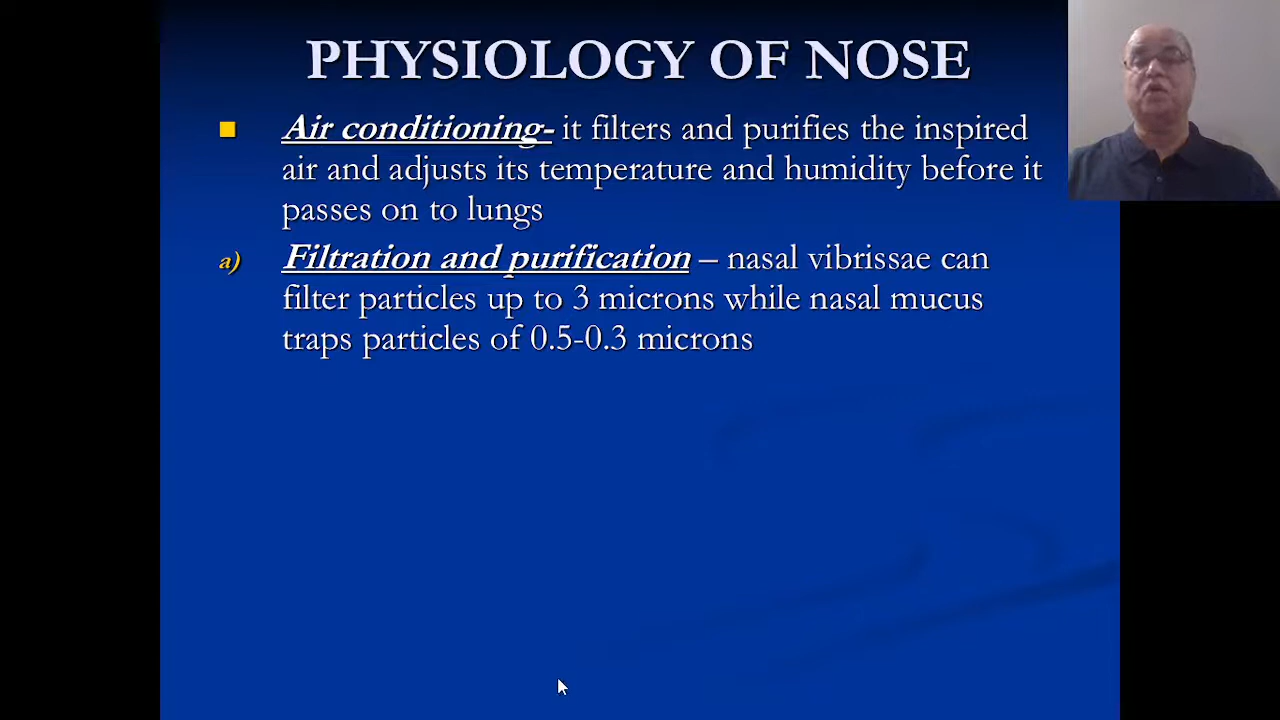 PHYSIOLOGY OF NOSE
Air conditioning- it filters and purifies the inspired
air and adjusts its temperature and humidity before it
passes on to lungs
a) Filtration and purification – nasal vibrissae can
filter particles up to 3 microns while nasal mucus
traps particles of 0.5-0.3 microns